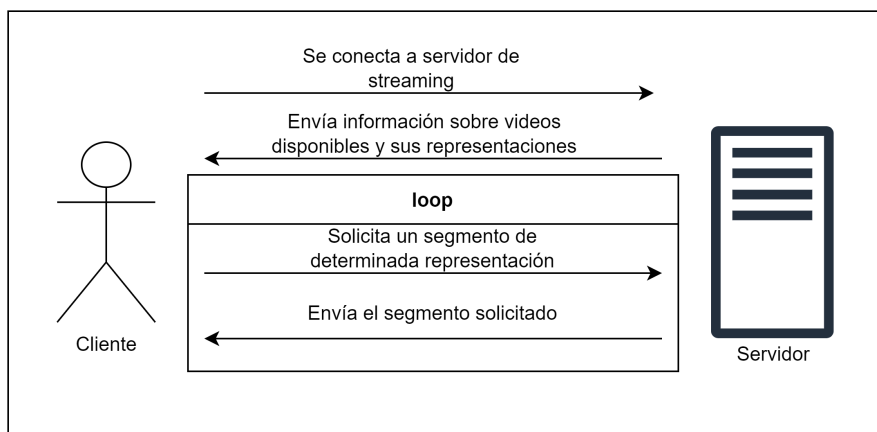 Se conecta a servidor de
streaming
Envía información sobre videos
disponibles y sus representaciones
loop
Solicita un segmento de
determinada representación
Envía el segmento solicitado
Cliente
Servidor